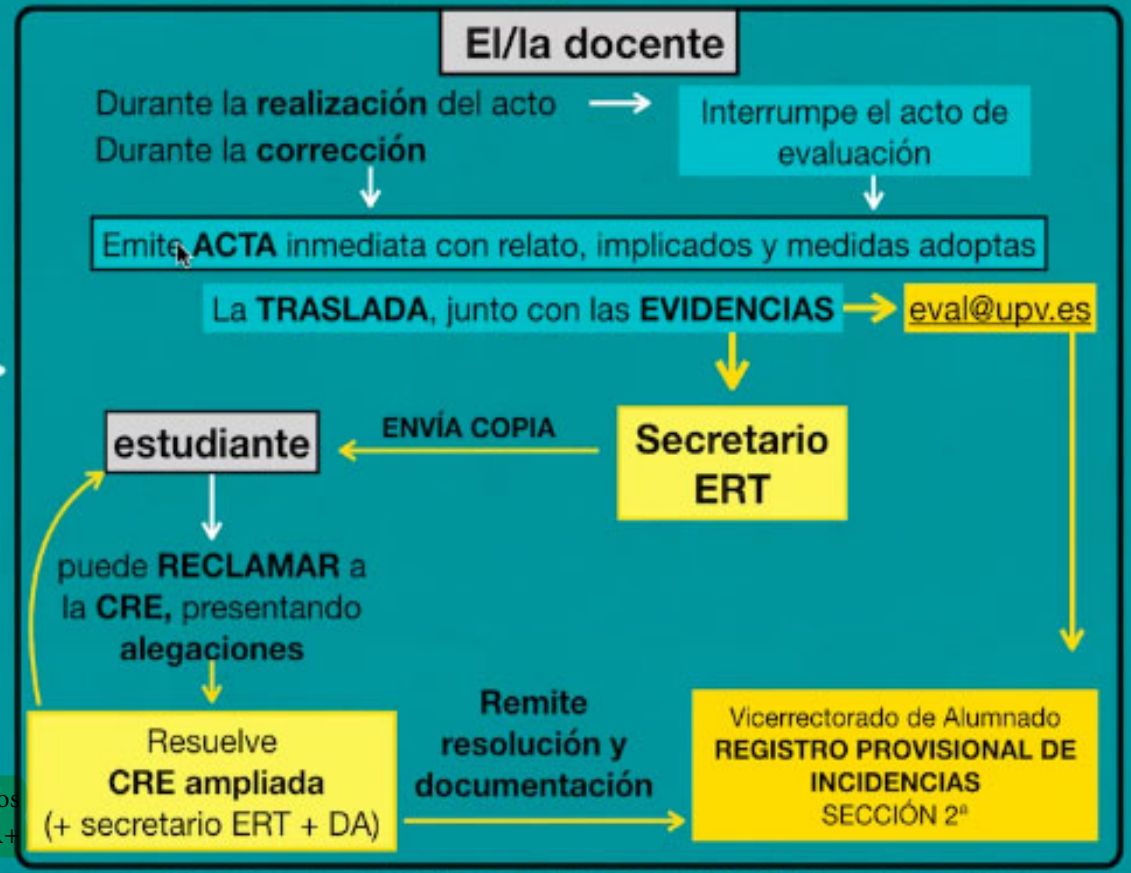 El/la docente
Durante la realización del acto
Interrumpe el acto de
evaluación
Durante la corrección
Emite ACTA inmediata con relato, implicados y medidas adoptas
La TRASLADA, junto con las EVIDENCIAS
eval@upv.es
estudiante
ENVÍA COPIA
Secretario
ERT
puede RECLAMAR a
la CRE, presentando
alegaciones
Resuelve
CRE ampliada
(+ secretario ERT + DA)
Remite
resolución y
documentación
Vicerrectorado de Alumnado
REGISTRO PROVISIONAL DE
INCIDENCIAS
SECCIÓN 2ª